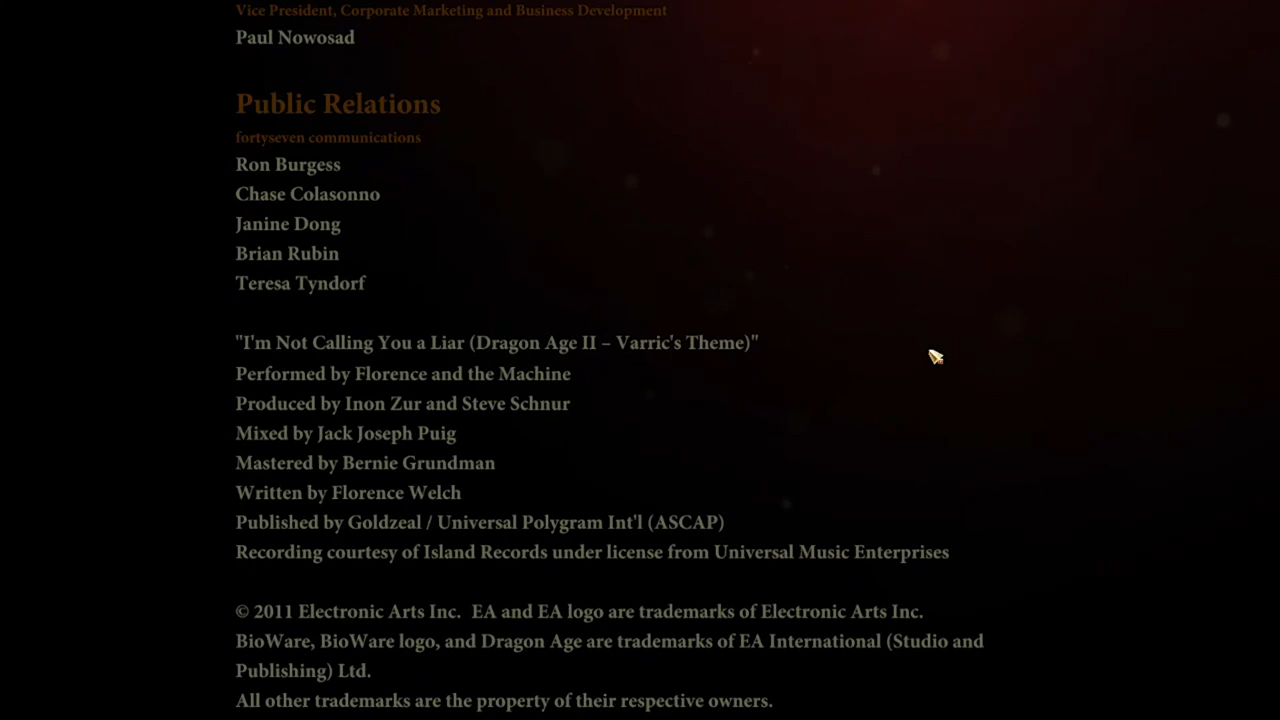 Vice President, Corporate Marketing and Business Development
Paul Nowosad
Public Relations
fortyseven communications
Ron Burgess
Chase Colasonno
Janine Dong
Brian Rubin
Teresa Tyndorf
"I'm Not Calling You a Liar (Dragon Age II – Varric's Theme)"
Performed by Florence and the Machine
Produced by Inon Zur and Steve Schnur
Mixed by Jack Joseph Puig
Mastered by Bernie Grundman
Written by Florence Welch
Published by Goldzeal / Universal Polygram Int'l (ASCAP)
Recording courtesy of Island Records under license from Universal Music Enterprises
© 2011 Electronic Arts Inc.  EA and EA logo are trademarks of Electronic Arts Inc.
BioWare, BioWare logo, and Dragon Age are trademarks of EA International (Studio and
Publishing) Ltd.
All other trademarks are the property of their respective owners.